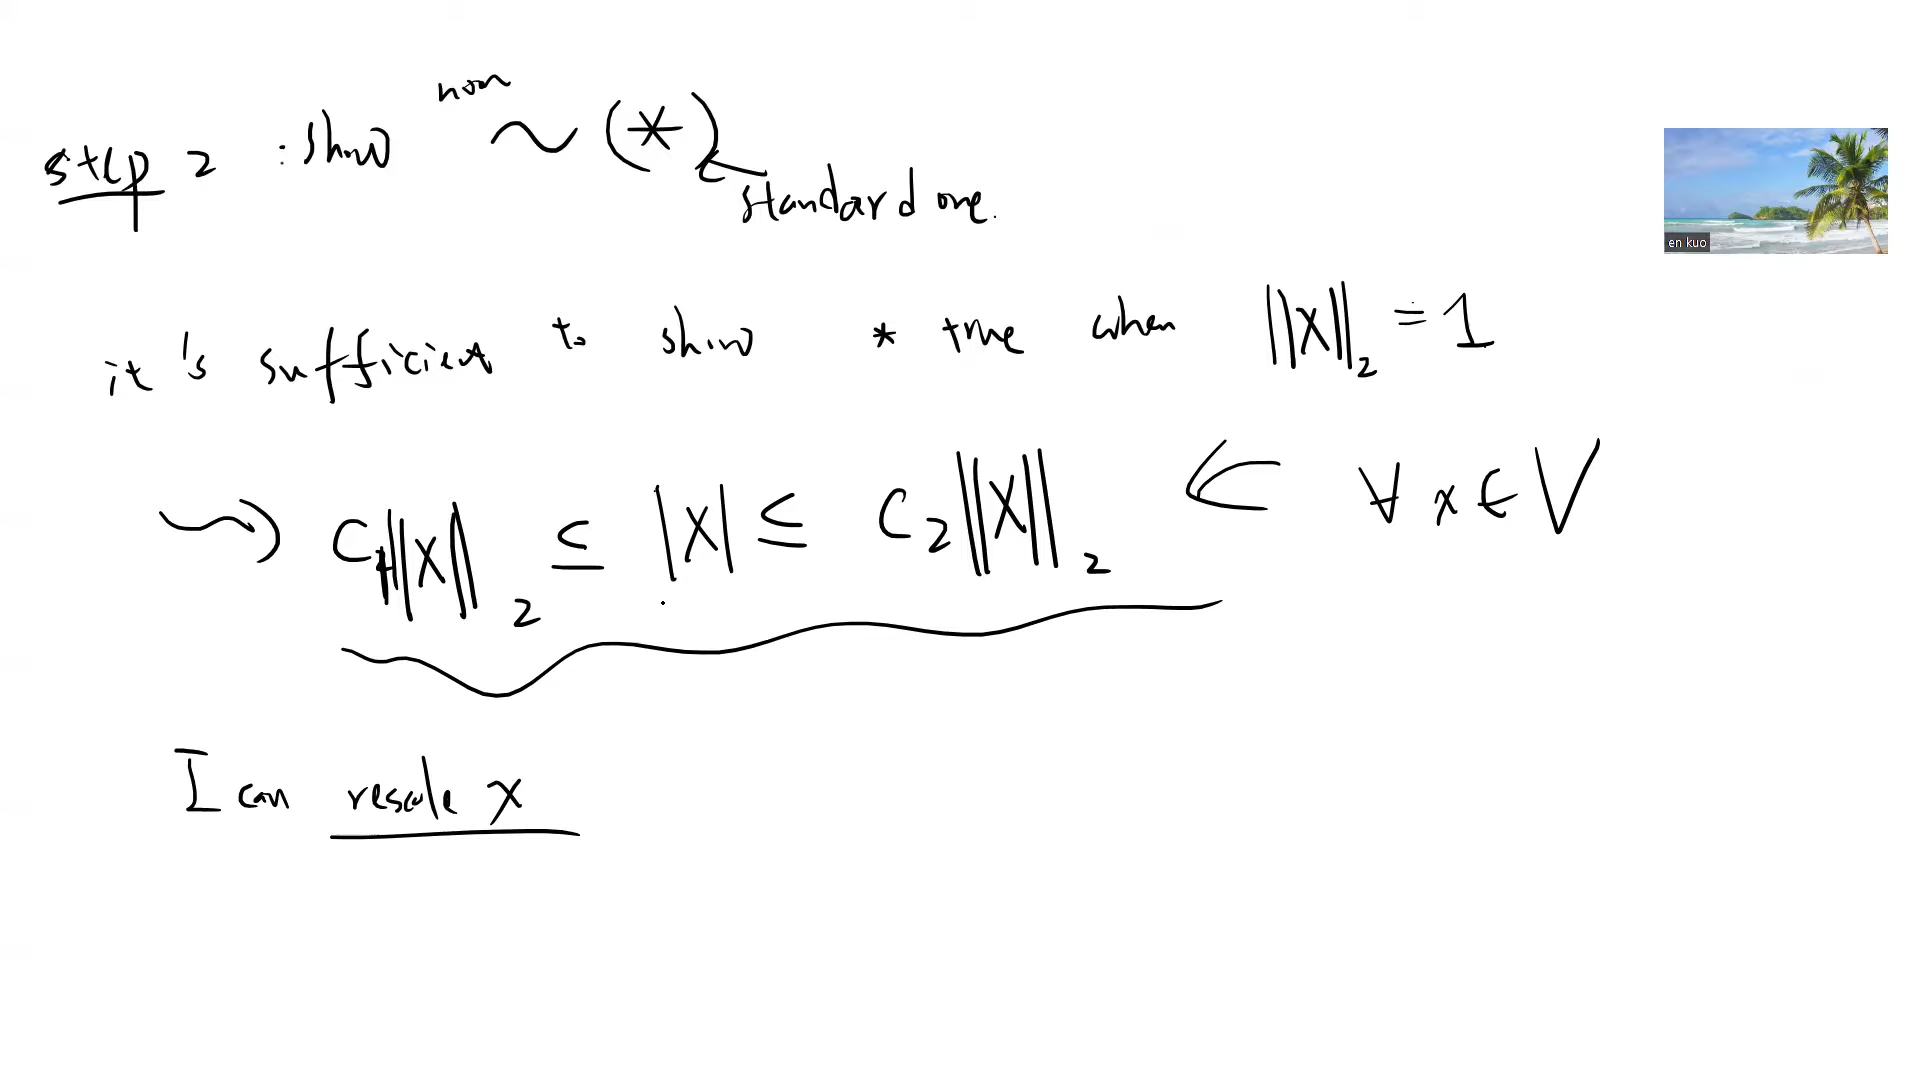 step 2 : show norm ~ (*)
standard one.
it's sufficient to show * true when ||x||₂ = 1
⇝ C₁||x||₂ ≤ |x| ≤ C₂||x||₂ ⇐ ∀ x ∈ V
I can rescale x
en kuo